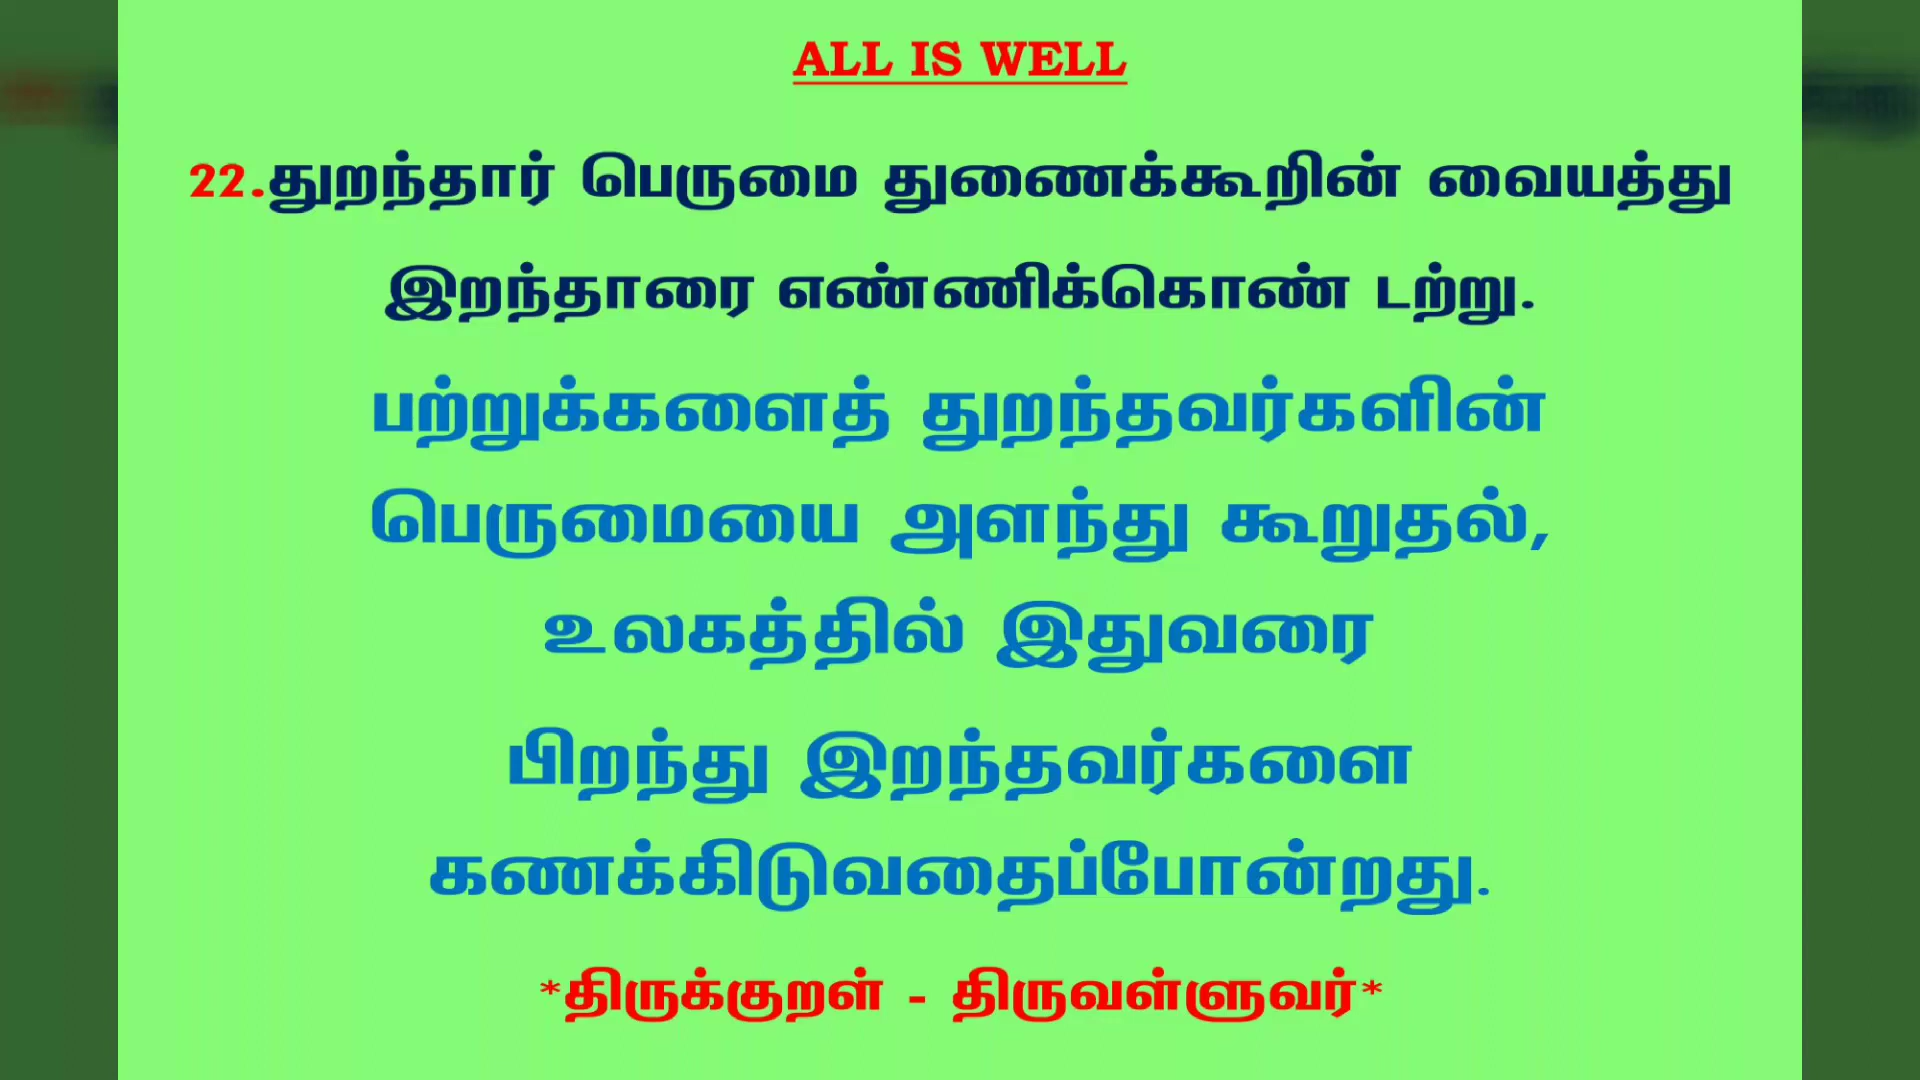 ALL IS WELL
22.துறந்தார் பெருமை துணைக்கூறின் வையத்து
இறந்தாரை எண்ணிக்கொண் டற்று.
பற்றுக்களைத் துறந்தவர்களின்
பெருமையை அளந்து கூறுதல்,
உலகத்தில் இதுவரை
பிறந்து இறந்தவர்களை
கணக்கிடுவதைப்போன்றது.
*திருக்குறள் - திருவள்ளுவர்*